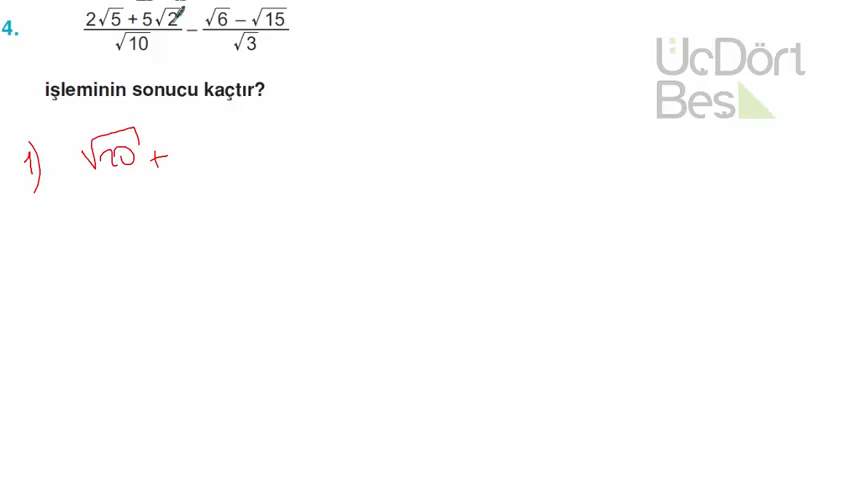 4.
2√5 + 5√2 / √10 − √6 − √15 / √3
işleminin sonucu kaçtır?
1) √20 +
ÜçDört
Beş